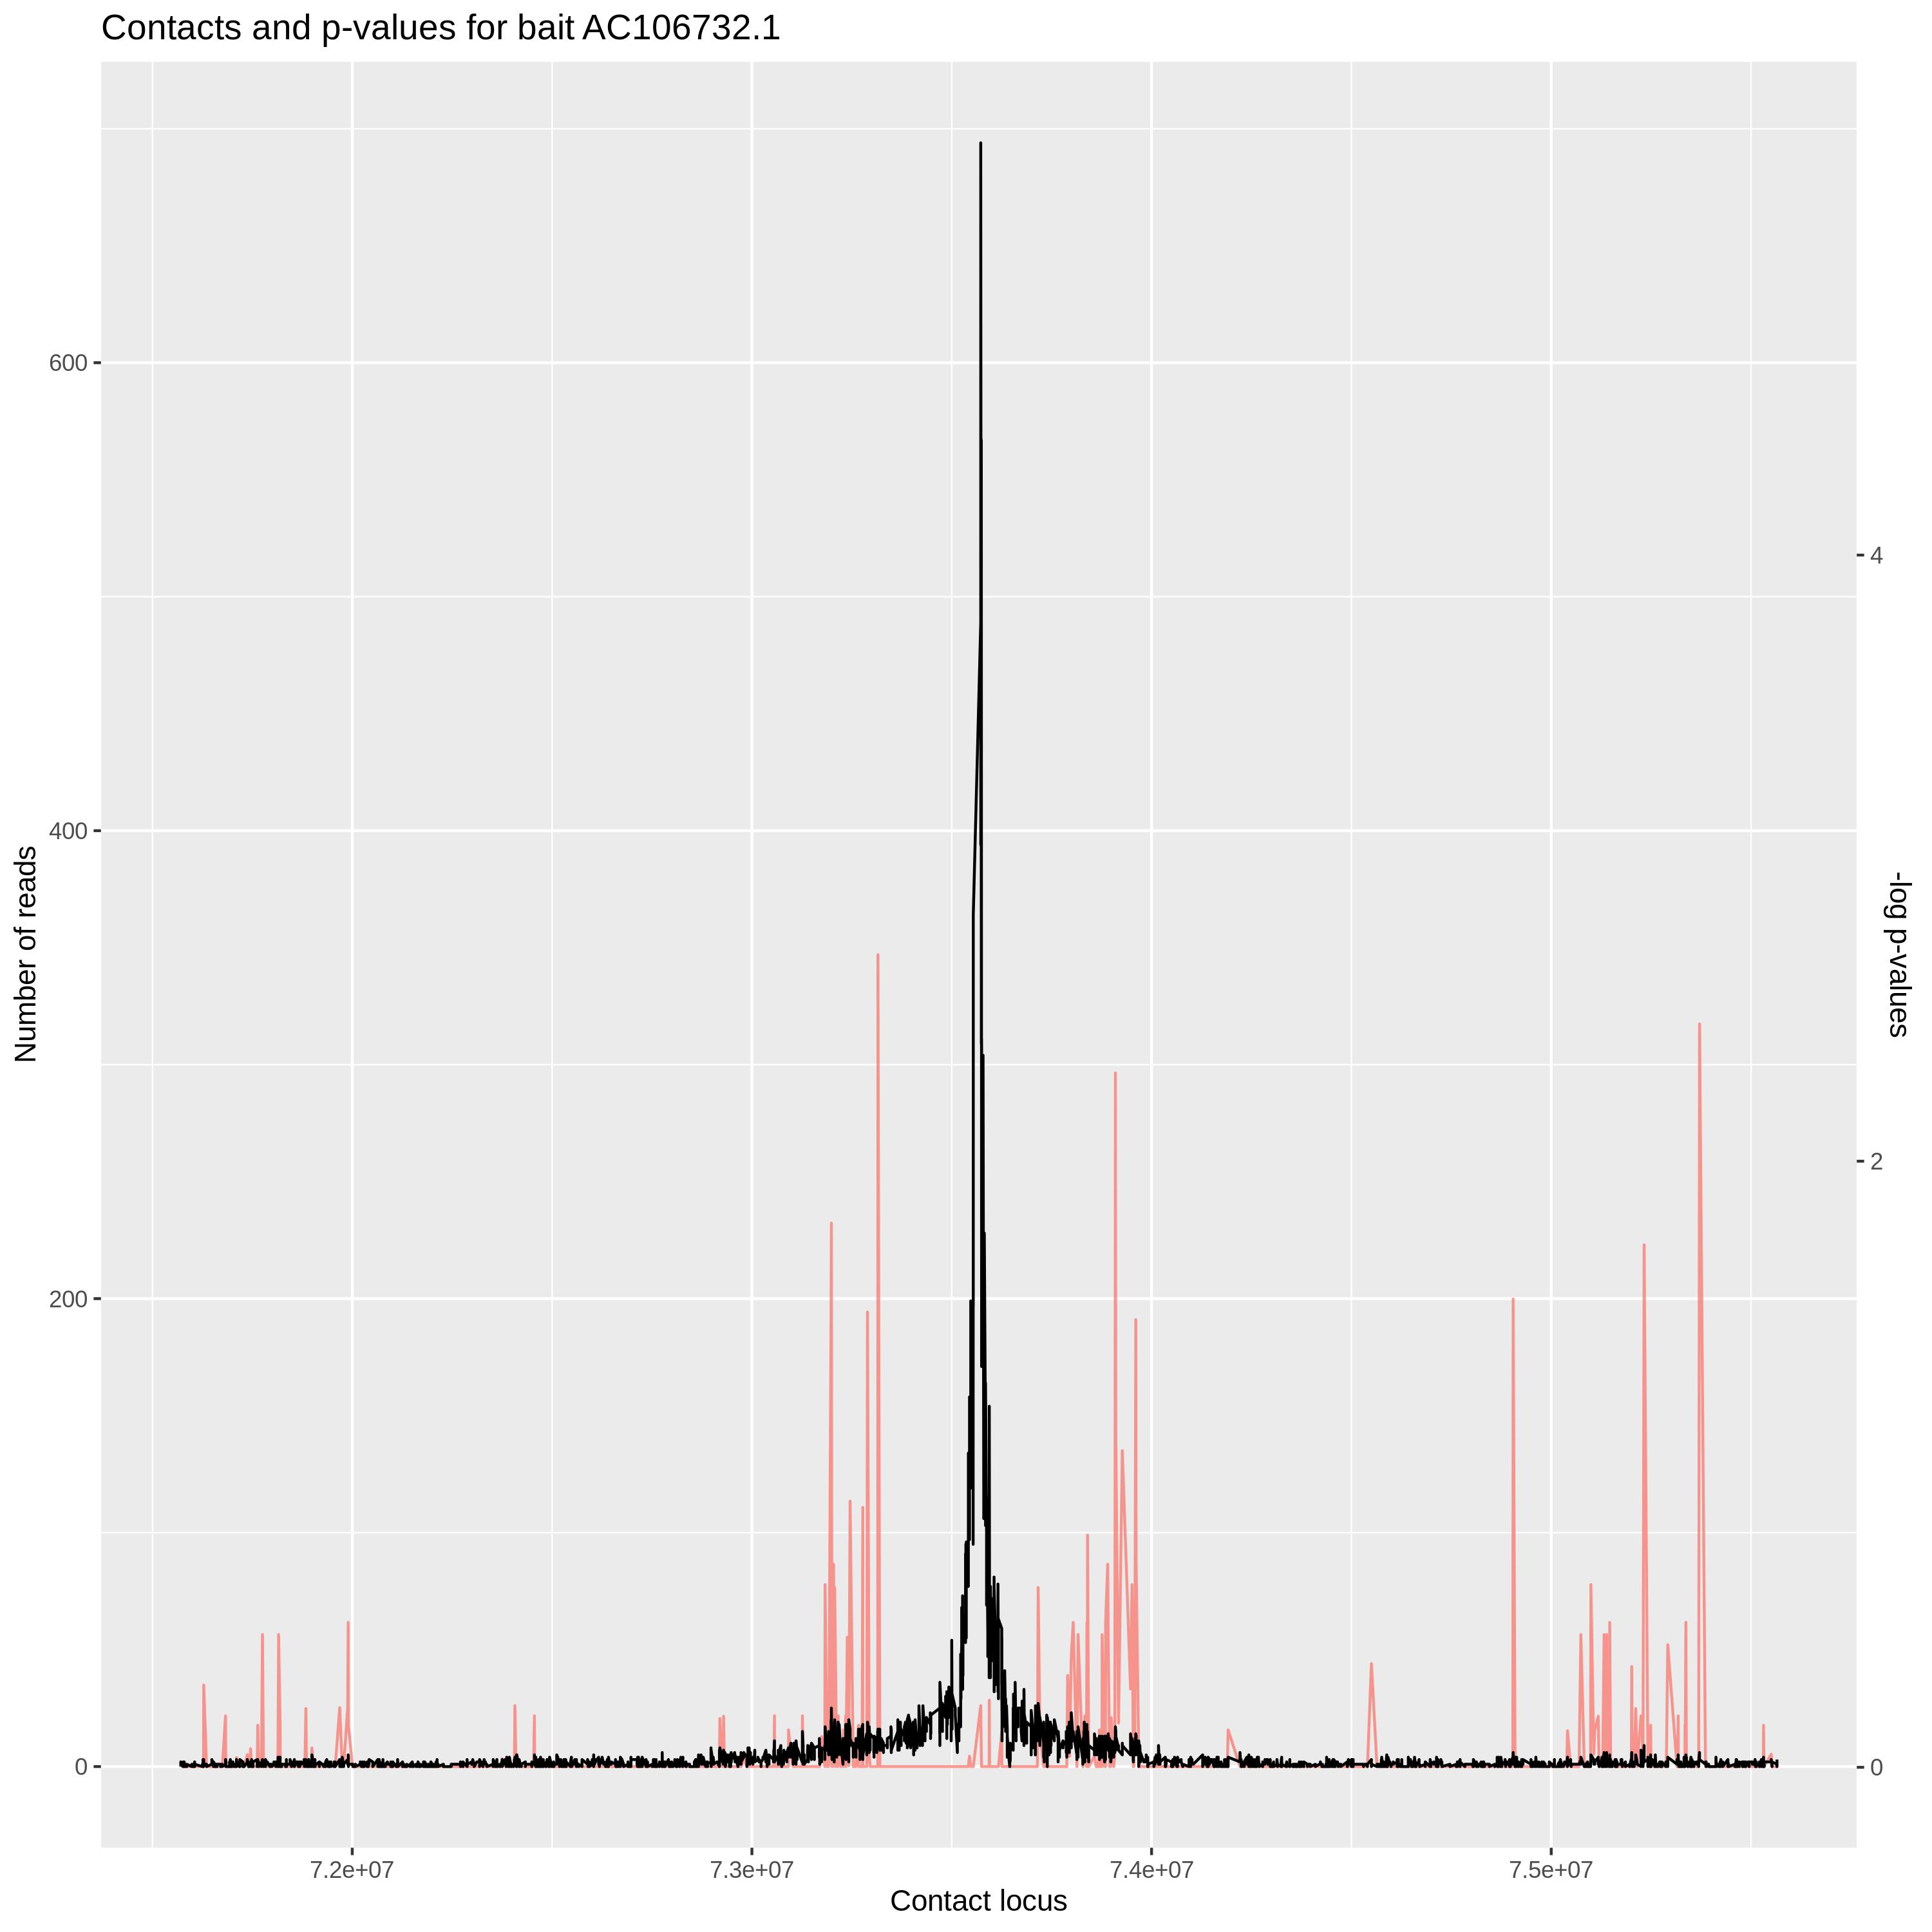 Contacts and p-values for bait AC106732.1
600
400
200
0
Number of reads
4
2
0
-log p-values
7.2e+07
7.3e+07
7.4e+07
7.5e+07
Contact locus